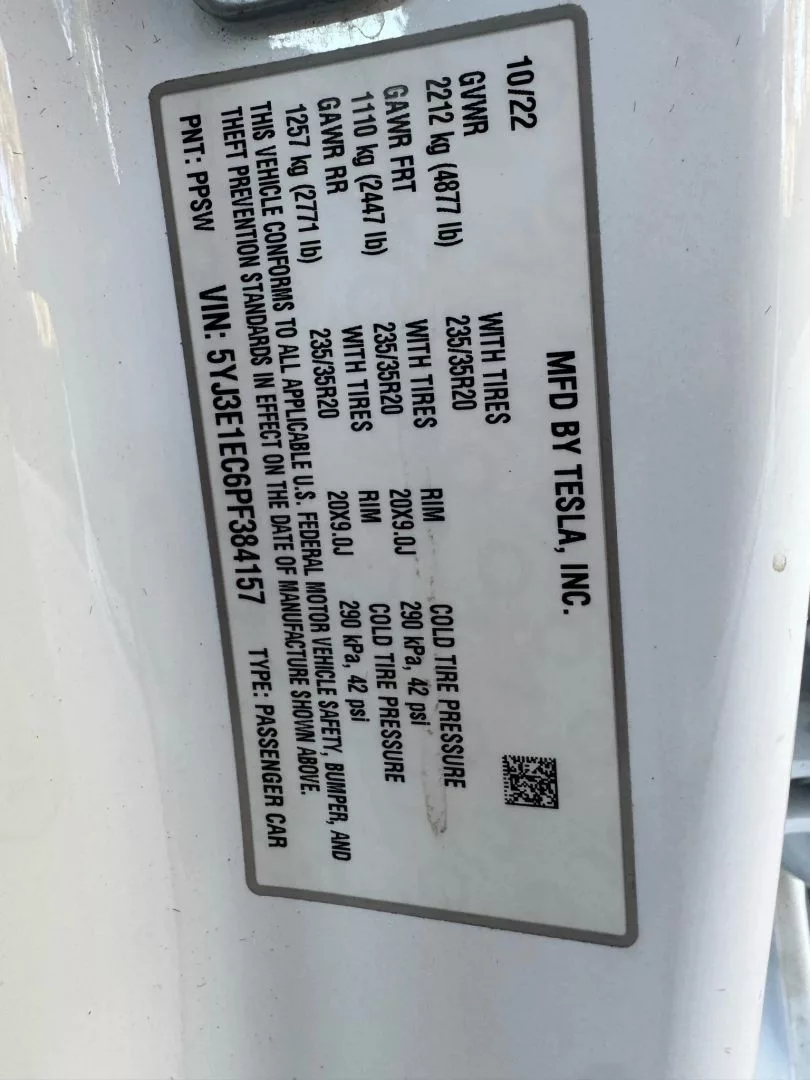 MFD BY TESLA, INC.
10/22
GVWR
2212 kg (4877 lb) WITH TIRES RIM COLD TIRE PRESSURE
GAWR FRT 235/35R20 20X9.0J 290 kPa, 42 psi
1110 kg (2447 lb) WITH TIRES RIM COLD TIRE PRESSURE
GAWR RR 235/35R20 20X9.0J 290 kPa, 42 psi
1257 kg (2771 lb) WITH TIRES
235/35R20
THIS VEHICLE CONFORMS TO ALL APPLICABLE U.S. FEDERAL MOTOR VEHICLE SAFETY, BUMPER, AND
THEFT PREVENTION STANDARDS IN EFFECT ON THE DATE OF MANUFACTURE SHOWN ABOVE.
PNT: PPSW VIN: 5YJ3E1EC6PF384157 TYPE: PASSENGER CAR